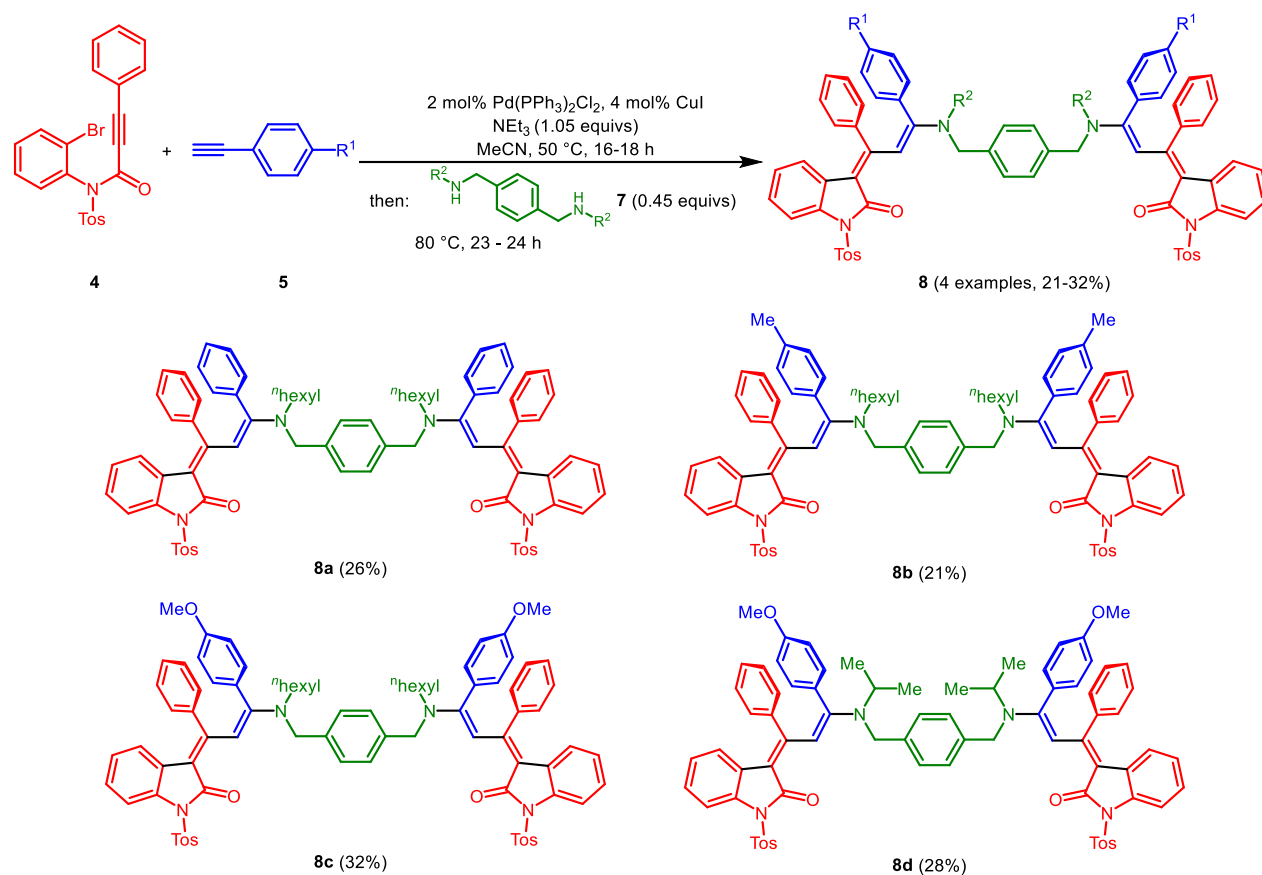 R¹ R¹
Br
N
O
Tos
+
R¹
2 mol% Pd(PPh₃)₂Cl₂, 4 mol% CuI
NEt₃ (1.05 equivs)
MeCN, 50 °C, 16-18 h
then:
R²
NH
HN
R²
7 (0.45 equivs)
80 °C, 23 - 24 h
R² R²
N N
O O
N N
Tos Tos
4
5
8 (4 examples, 21-32%)
ⁿhexyl ⁿhexyl
N N
O O
N N
Tos Tos
8a (26%)
Me Me
ⁿhexyl ⁿhexyl
N N
O O
N N
Tos Tos
8b (21%)
MeO OMe
ⁿhexyl ⁿhexyl
N N
O O
N N
Tos Tos
8c (32%)
MeO OMe
Me Me
Me Me
N N
O O
N N
Tos Tos
8d (28%)